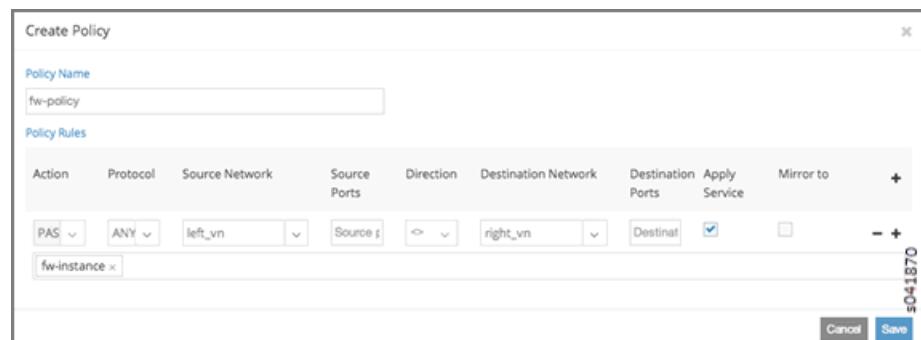 Create Policy ×
Policy Name
fw-policy
Policy Rules
Action Protocol Source Network Source Ports Direction Destination Network Destination Ports Apply Service Mirror to +
PAS ANY left_vn Source p <> right_vn Destinat - +
fw-instance ×
s041870
Cancel Save